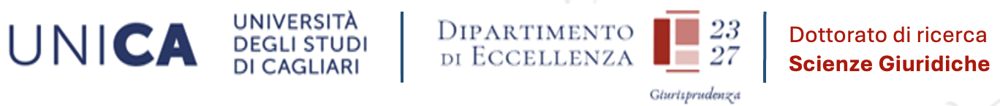 UNICA
UNIVERSITÀ
DEGLI STUDI
DI CAGLIARI
DIPARTIMENTO
DI ECCELLENZA
23
27
Giurisprudenza
Dottorato di ricerca
Scienze Giuridiche